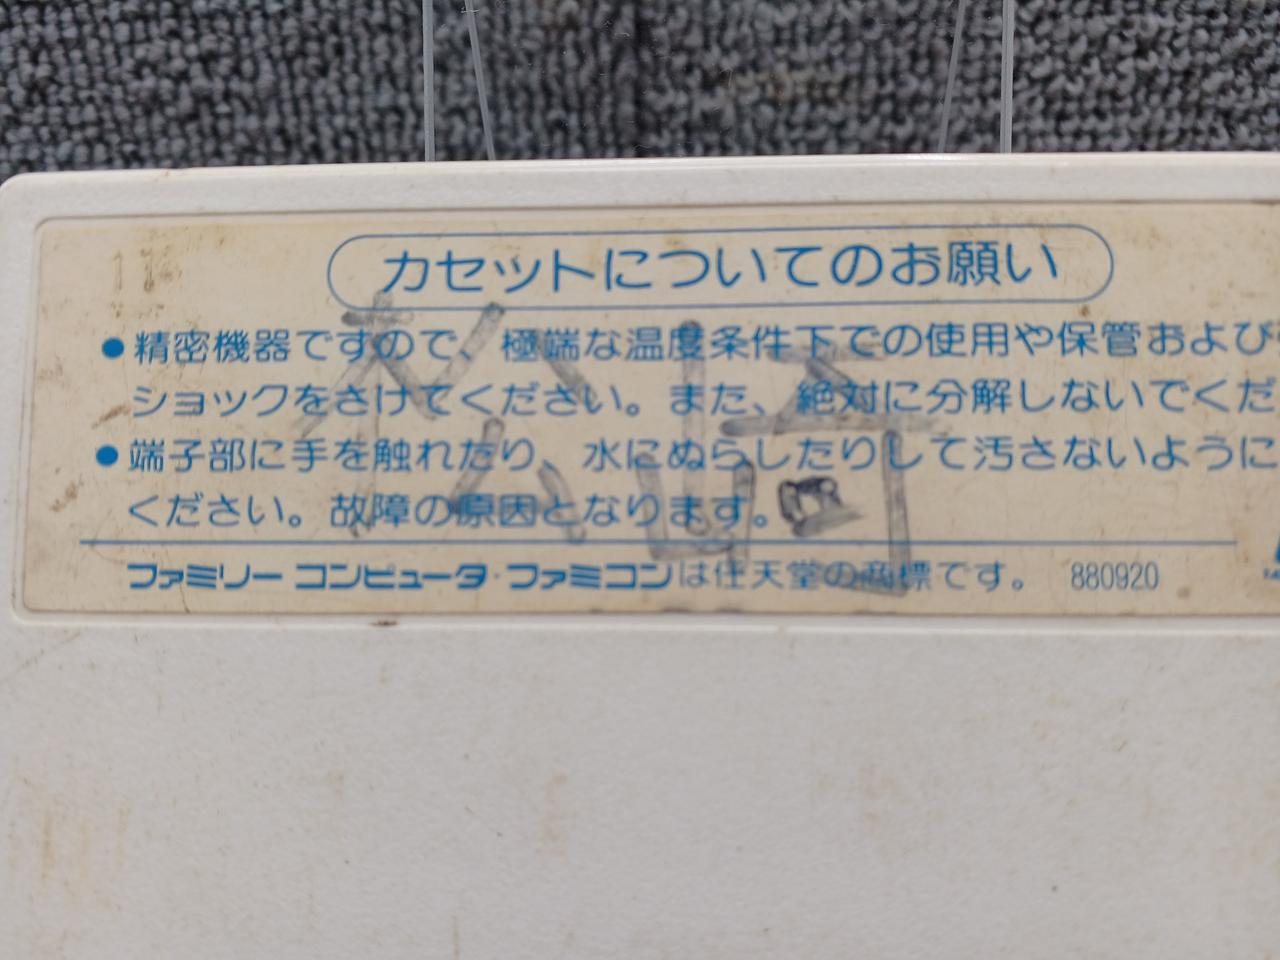 11
カセットについてのお願い
●精密機器ですので、極端な温度条件下での使用や保管および
ショックをさけてください。また、絶対に分解しないでくだ
●端子部に手を触れたり、水にぬらしたりして汚さないように
ください。故障の原因となります。
ファミリーコンピュータ・ファミコンは任天堂の商標です。 880920
松崎